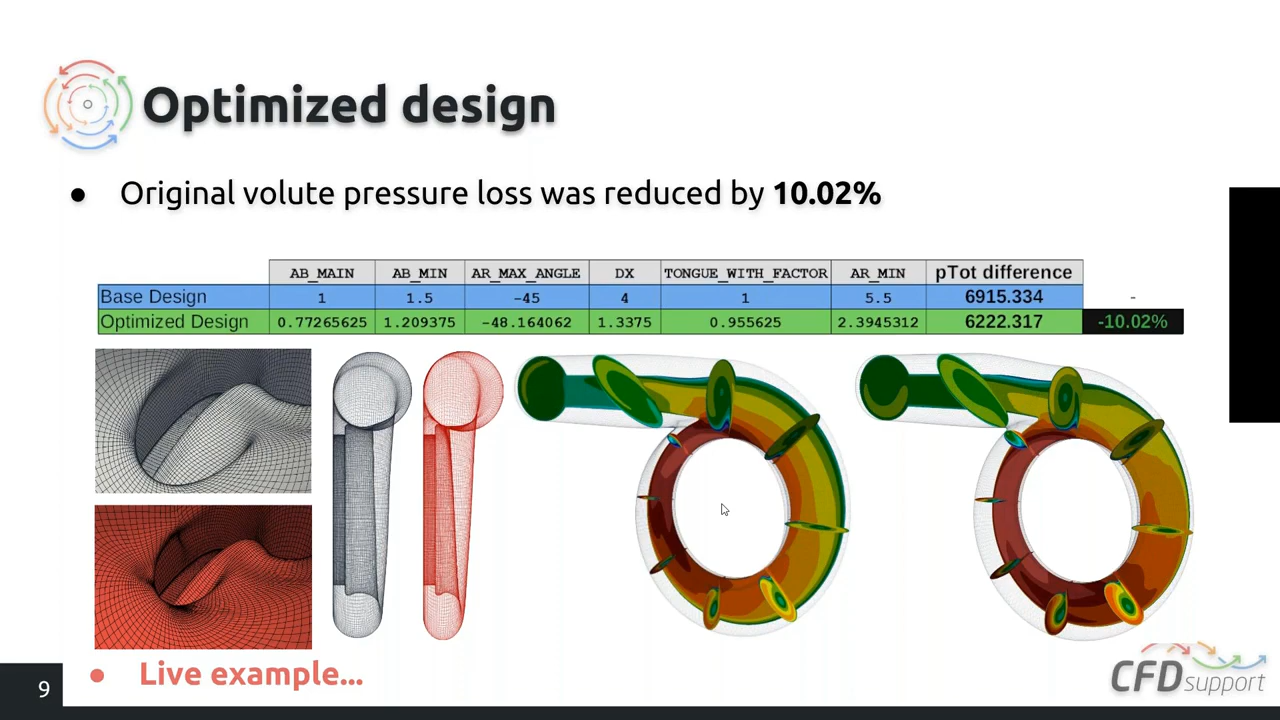 Optimized design
● Original volute pressure loss was reduced by 10.02%
AB_MAIN AB_MIN AR_MAX_ANGLE DX TONGUE_WITH_FACTOR AR_MIN pTot difference
Base Design 1 1.5 -45 4 1 5.5 6915.334 -
Optimized Design 0.77265625 1.209375 -48.164062 1.3375 0.955625 2.3945312 6222.317 -10.02%
● Live example...
9
CFD support